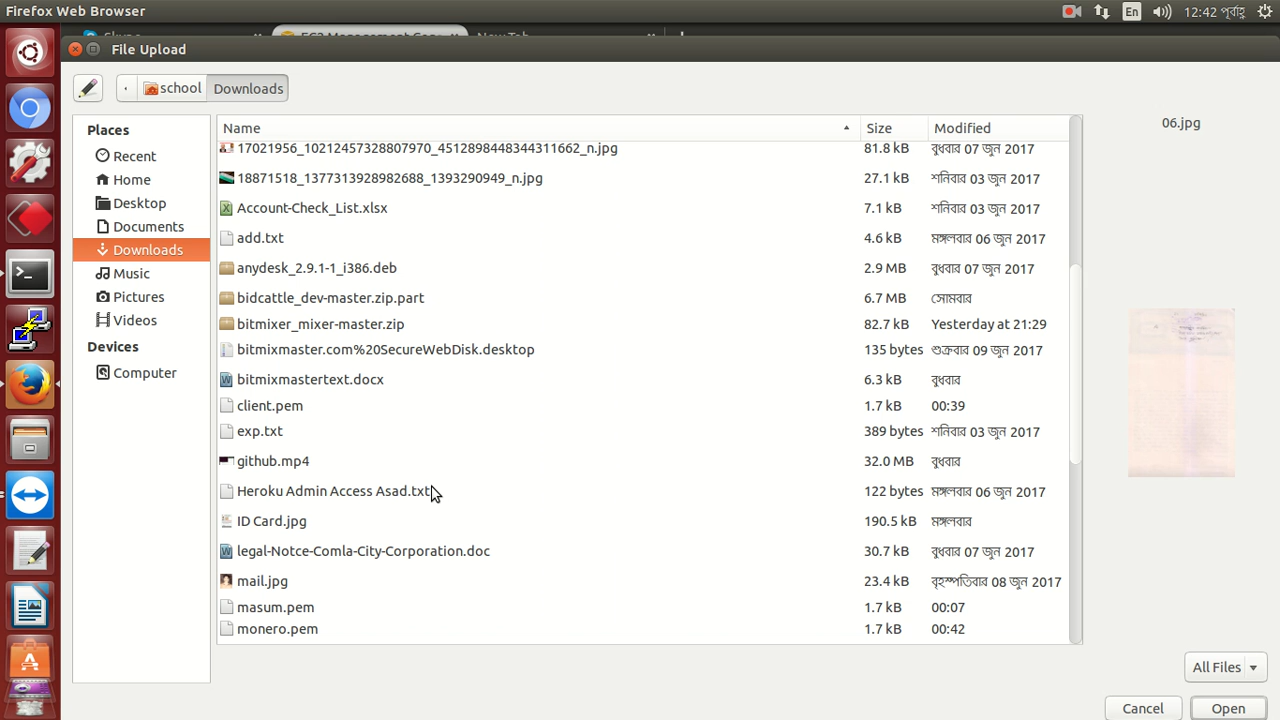 Firefox Web Browser
En
12:42 পূর্বাহ্ণ
Skype
EC2 Management Con
New Tab
File Upload
school
Downloads
Places
Recent
Home
Desktop
Documents
Downloads
Music
Pictures
Videos
Devices
Computer
Name Size Modified
17021956_10212457328807970_4512898448344311662_n.jpg 81.8 kB বুধবার 07 জুন 2017
18871518_1377313928982688_1393290949_n.jpg 27.1 kB শনিবার 03 জুন 2017
Account-Check_List.xlsx 7.1 kB শনিবার 03 জুন 2017
add.txt 4.6 kB মঙ্গলবার 06 জুন 2017
anydesk_2.9.1-1_i386.deb 2.9 MB বুধবার 07 জুন 2017
bidcattle_dev-master.zip.part 6.7 MB সোমবার
bitmixer_mixer-master.zip 82.7 kB Yesterday at 21:29
bitmixmaster.com%20SecureWebDisk.desktop 135 bytes শুক্রবার 09 জুন 2017
bitmixmastertext.docx 6.3 kB বুধবার
client.pem 1.7 kB 00:39
exp.txt 389 bytes শনিবার 03 জুন 2017
github.mp4 32.0 MB বুধবার
Heroku Admin Access Asad.txt 122 bytes মঙ্গলবার 06 জুন 2017
ID Card.jpg 190.5 kB মঙ্গলবার
legal-Notce-Comla-City-Corporation.doc 30.7 kB বুধবার 07 জুন 2017
mail.jpg 23.4 kB বৃহস্পতিবার 08 জুন 2017
masum.pem 1.7 kB 00:07
monero.pem 1.7 kB 00:42
06.jpg
All Files
Cancel
Open